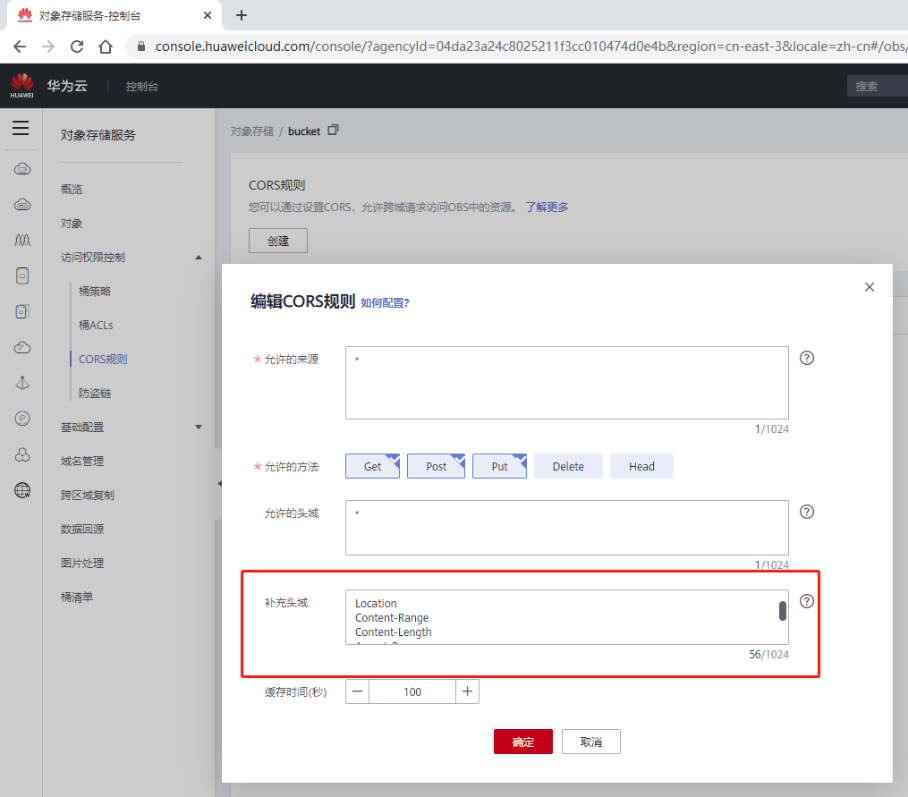 对象存储服务-控制台
console.huaweicloud.com/console/?agencyId=04da23a24c8025211f3cc010474d0e4b&region=cn-east-3&locale=zh-cn#/obs/
HUAWEI
华为云
控制台
搜索
对象存储服务
概览
对象
访问权限控制
桶策略
桶ACLs
CORS规则
防盗链
基础配置
域名管理
跨区域复制
数据回源
图片处理
桶清单
对象存储 / bucket
CORS规则
您可以通过设置CORS，允许跨域请求访问OBS中的资源。 了解更多
创建
编辑CORS规则 如何配置?
* 允许的来源
*
1/1024
* 允许的方法
Get Post Put Delete Head
允许的头域
*
1/1024
补充头域
Location
Content-Range
Content-Length
56/1024
缓存时间(秒)
100
确定 取消